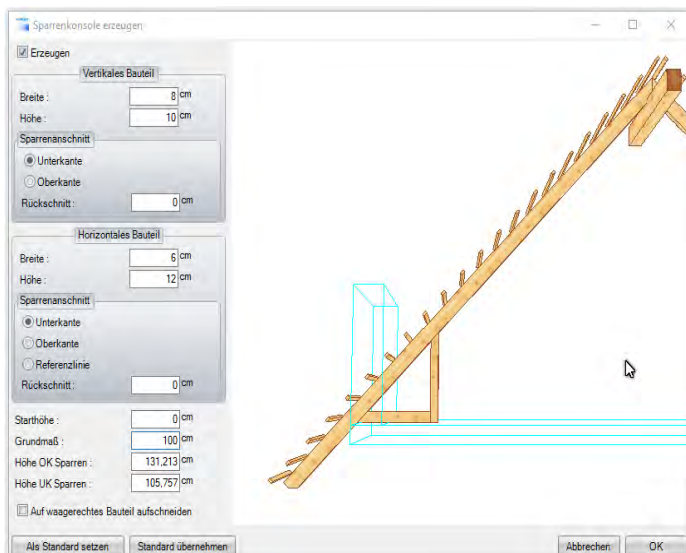 Sparrenkonsole erzeugen
Erzeugen
Vertikales Bauteil
Breite : 8 cm
Höhe : 10 cm
Sparrenanschnitt
Unterkante
Oberkante
Rückschnitt : 0 cm
Horizontales Bauteil
Breite : 6 cm
Höhe : 12 cm
Sparrenanschnitt
Unterkante
Oberkante
Referenzlinie
Rückschnitt : 0 cm
Starthöhe : 0 cm
Grundmaß : 100 cm
Höhe OK Sparren : 131,213 cm
Höhe UK Sparren : 105,757 cm
Auf waagerechtes Bauteil aufschneiden
Als Standard setzen Standard übernehmen Abbrechen OK